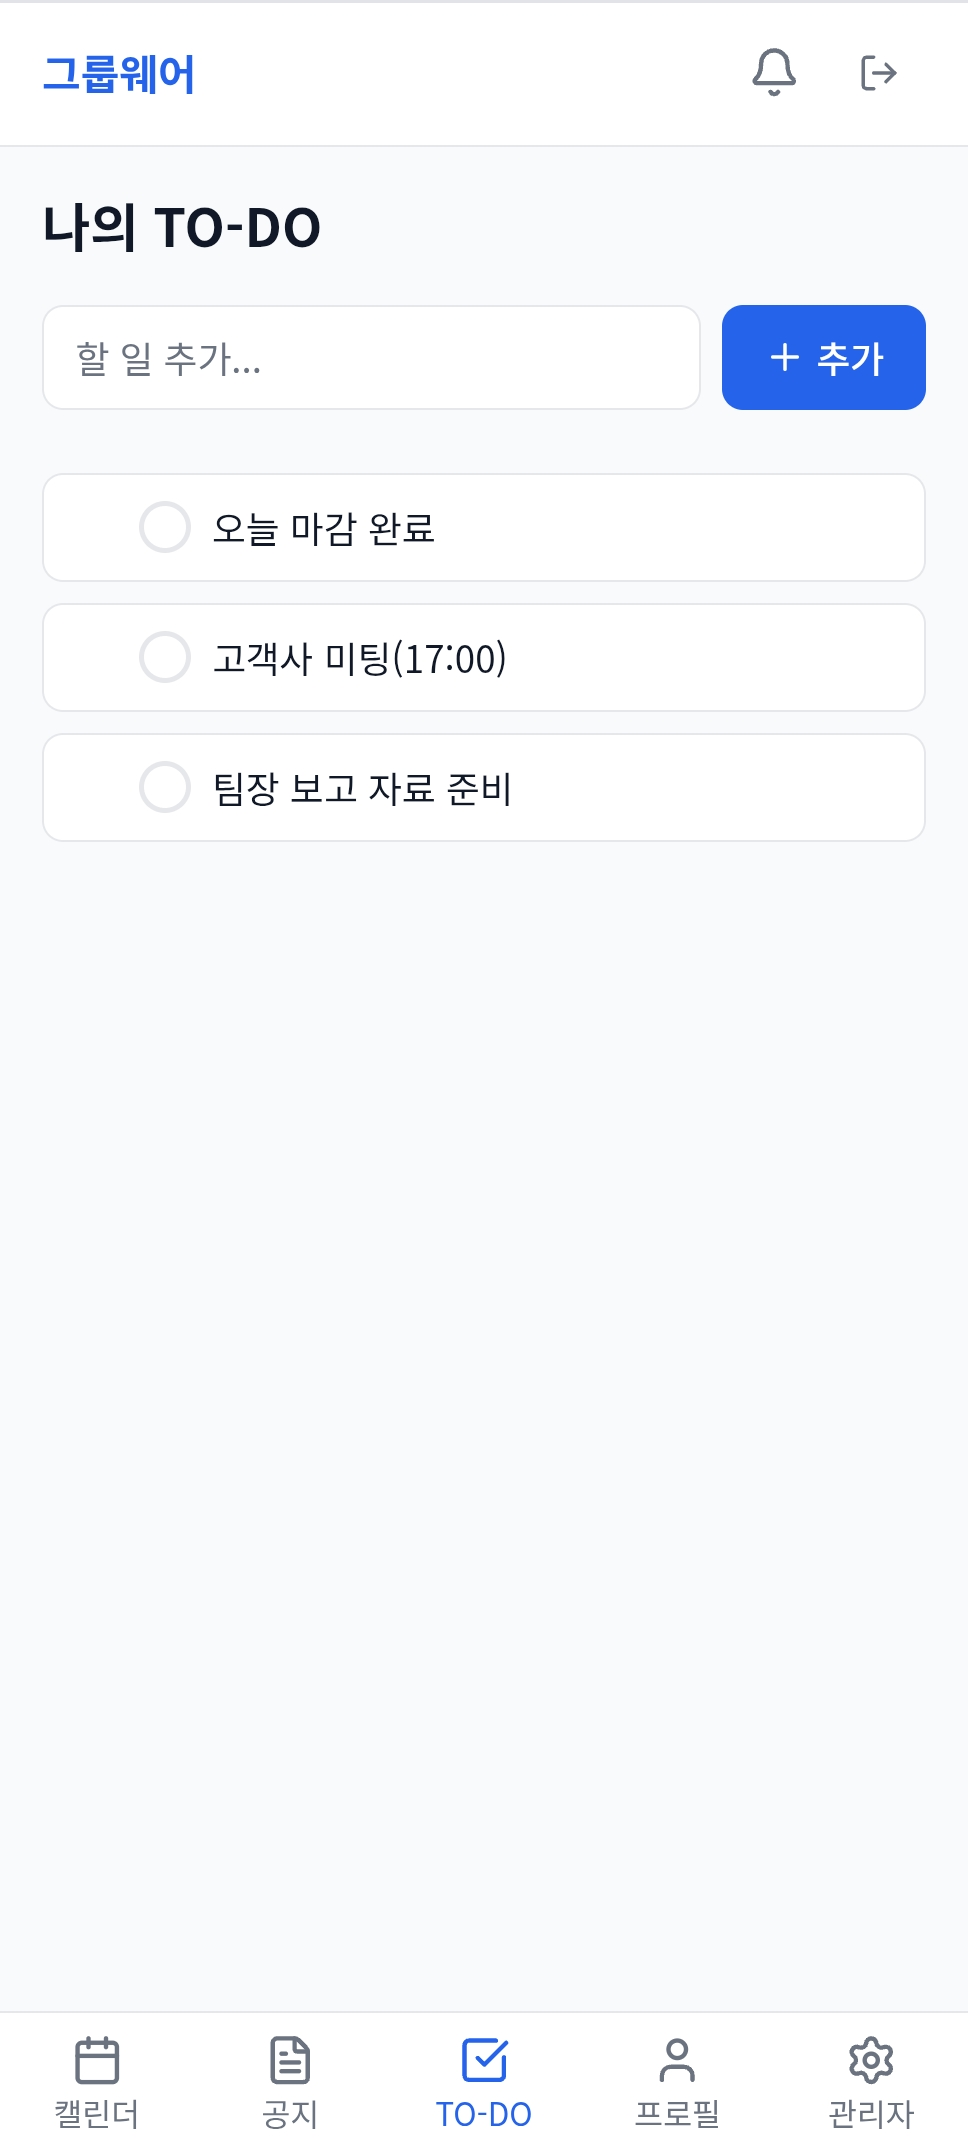 그룹웨어
나의 TO-DO
할 일 추가...
+ 추가
오늘 마감 완료
고객사 미팅(17:00)
팀장 보고 자료 준비
캘린더
공지
TO-DO
프로필
관리자